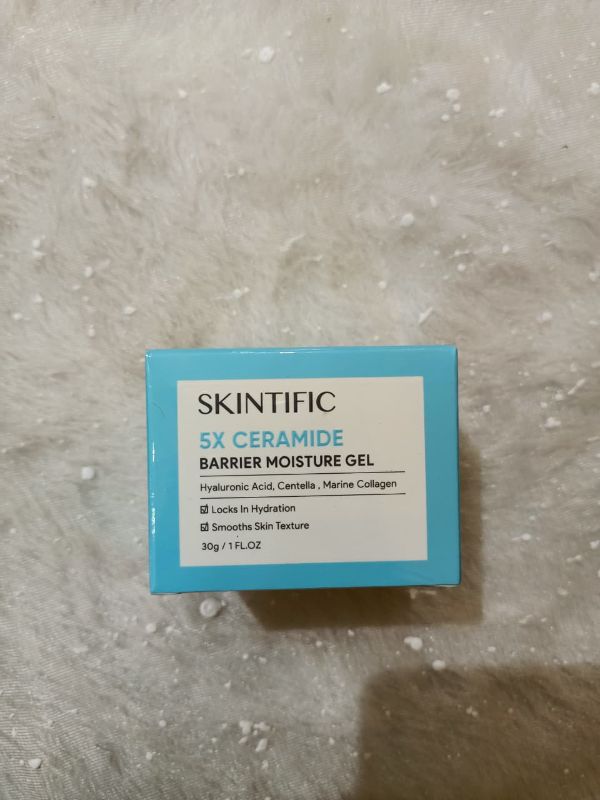 SKINTIFIC
5X CERAMIDE
BARRIER MOISTURE GEL
Hyaluronic Acid, Centella , Marine Collagen
☑ Locks In Hydration
☑ Smooths Skin Texture
30g / 1 FL.OZ